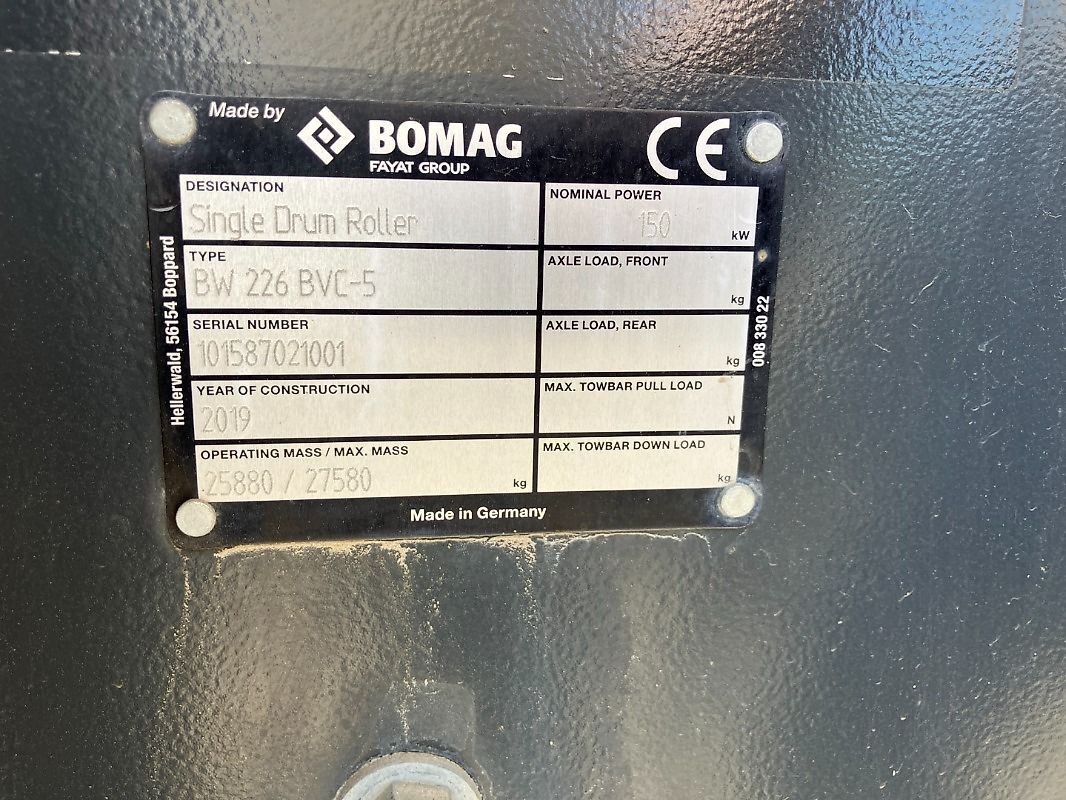 Made by
BOMAG
FAYAT GROUP
CE
DESIGNATION
Single Drum Roller
NOMINAL POWER
150 kW
TYPE
BW 226 BVC-5
AXLE LOAD, FRONT
kg
SERIAL NUMBER
101587021001
AXLE LOAD, REAR
kg
YEAR OF CONSTRUCTION
2019
MAX. TOWBAR PULL LOAD
N
OPERATING MASS / MAX. MASS
25880 / 27580 kg
MAX. TOWBAR DOWN LOAD
kg
Made in Germany
Hellerwald, 56154 Boppard
008 330 22